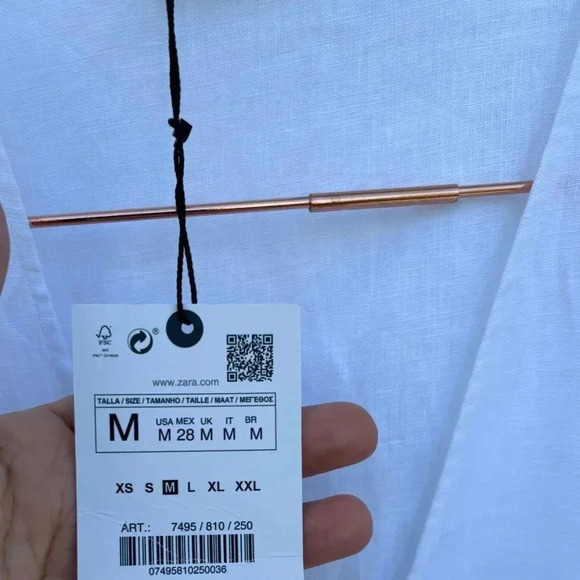 FSC
www.zara.com
TALLA / SIZE / TAMANHO / TAILLE / MAAT / ΜΕΓΕΘΟΣ
M
USA MEX UK IT BR
M 28 M M M
XS S M L XL XXL
ART.: 7495 / 810 / 250
07495810250036